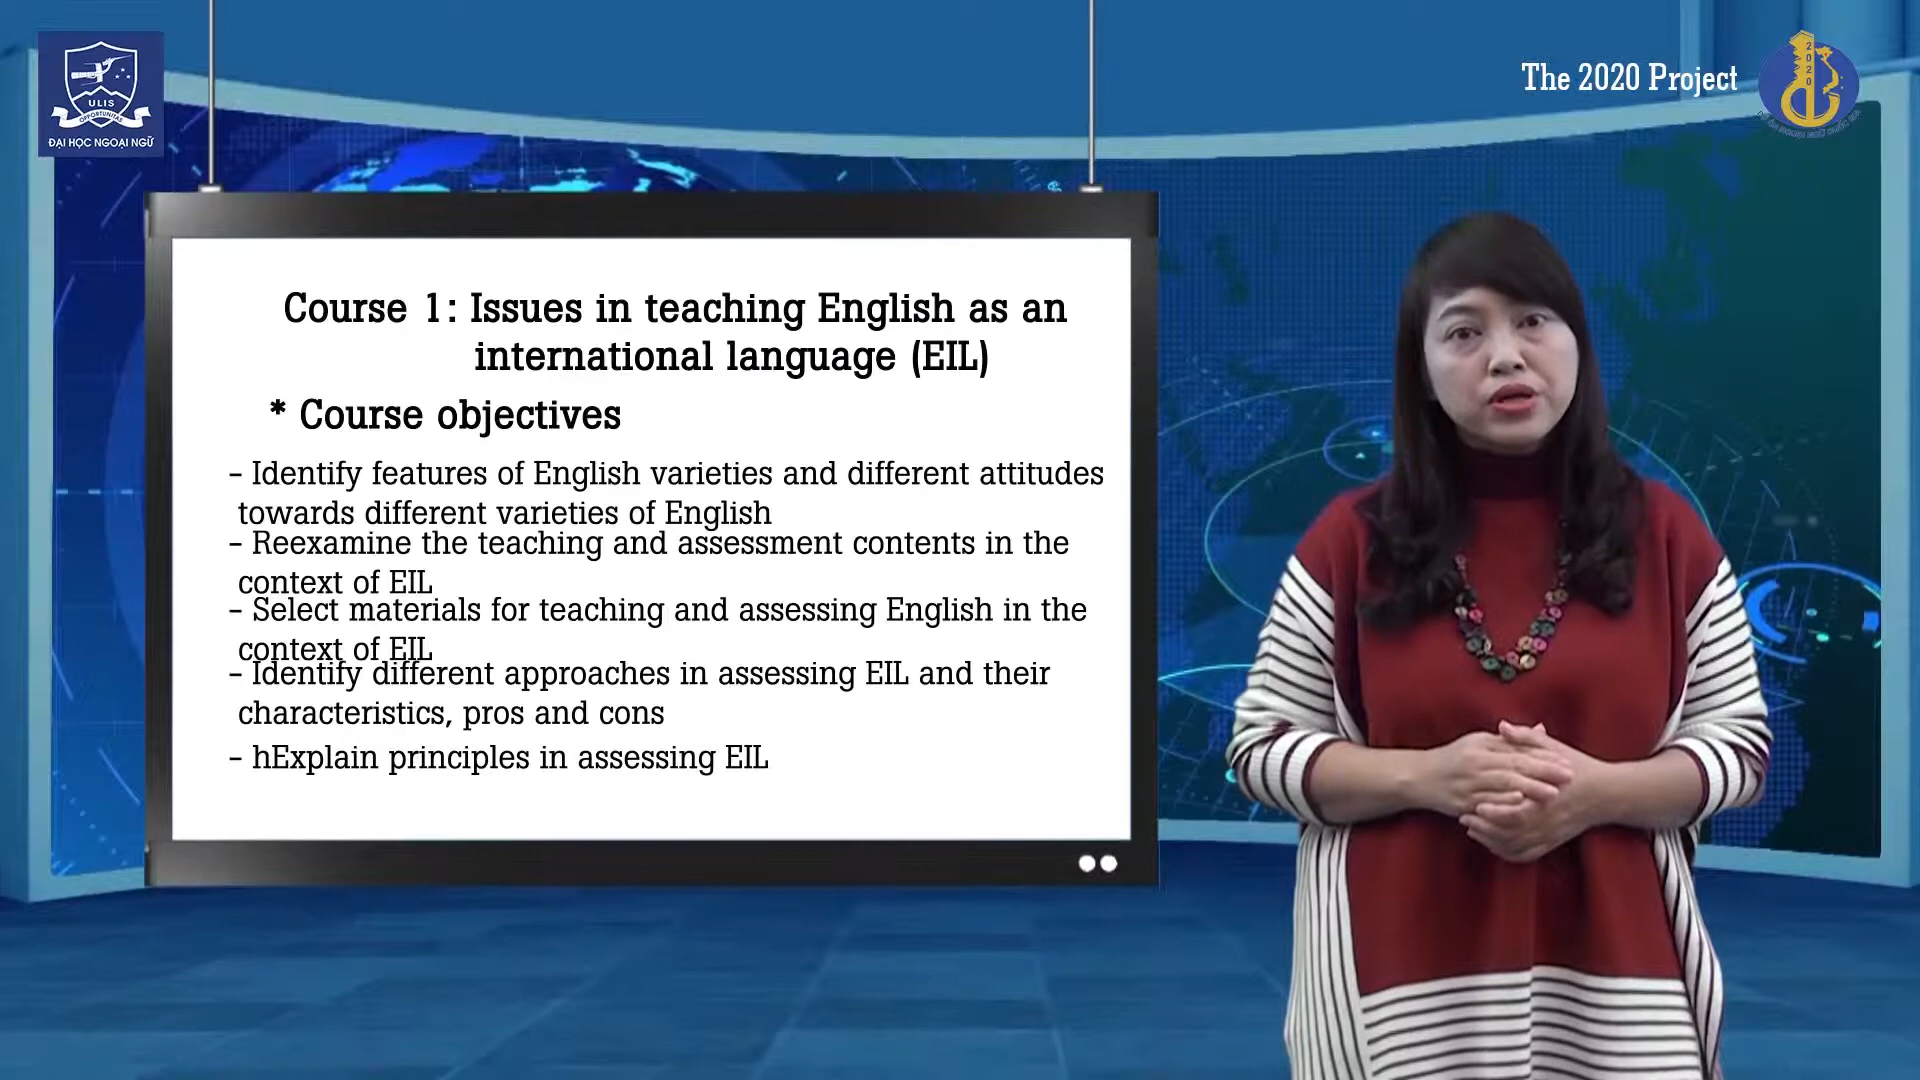 ULIS
OPPORTUNITAS
ĐẠI HỌC NGOẠI NGỮ
The 2020 Project
2020
Course 1: Issues in teaching English as an
international language (EIL)
* Course objectives
– Identify features of English varieties and different attitudes
towards different varieties of English
– Reexamine the teaching and assessment contents in the
context of EIL
– Select materials for teaching and assessing English in the
context of EIL
– Identify different approaches in assessing EIL and their
characteristics, pros and cons
– hExplain principles in assessing EIL